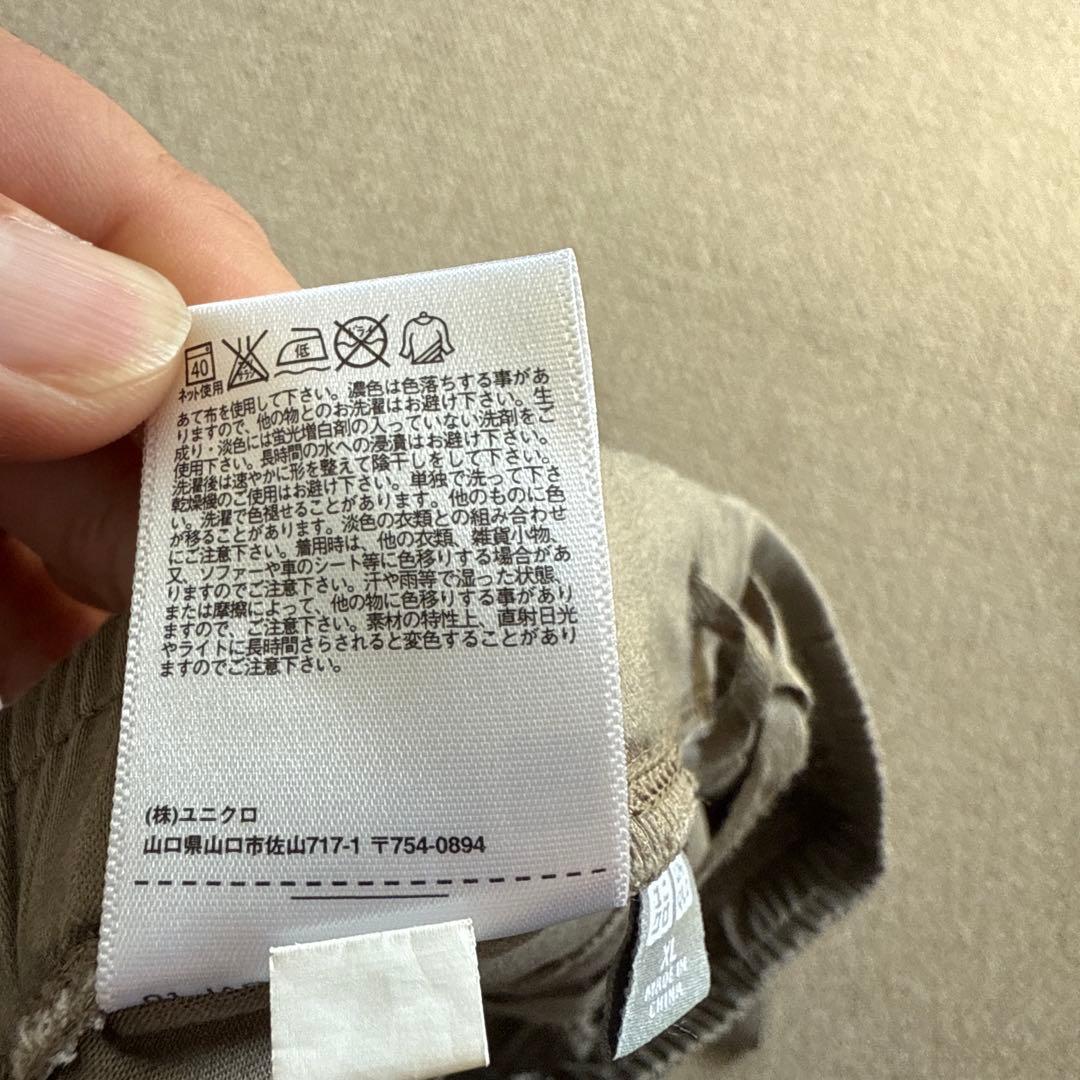 40
低
ドライ
ネット使用
あて布を使用して下さい。濃色は色落ちする事があ
りますので、他の物とのお洗濯はお避け下さい。生
成り・淡色には蛍光増白剤の入っていない洗剤をご
使用下さい。長時間の水への浸漬はお避け下さい。
洗濯後は速やかに形を整えて陰干しをして下さい。
乾燥機のご使用はお避け下さい。単独で洗って下さ
い。洗濯で色褪せることがあります。他のものに色
が移ることがあります。淡色の衣類との組み合わせ
にご注意下さい。着用時は、他の衣類、雑貨小物、
又、ソファーや車のシート等に色移りする場合があ
りますのでご注意下さい。汗や雨等で湿った状態、
または摩擦によって、他の物に色移りする事があり
ますので、ご注意下さい。素材の特性上、直射日光
やライトに長時間さらされると変色することがあり
ますのでご注意下さい。
(株)ユニクロ
山口県山口市佐山717-1 〒754-0894
XL
MADE IN
CHINA